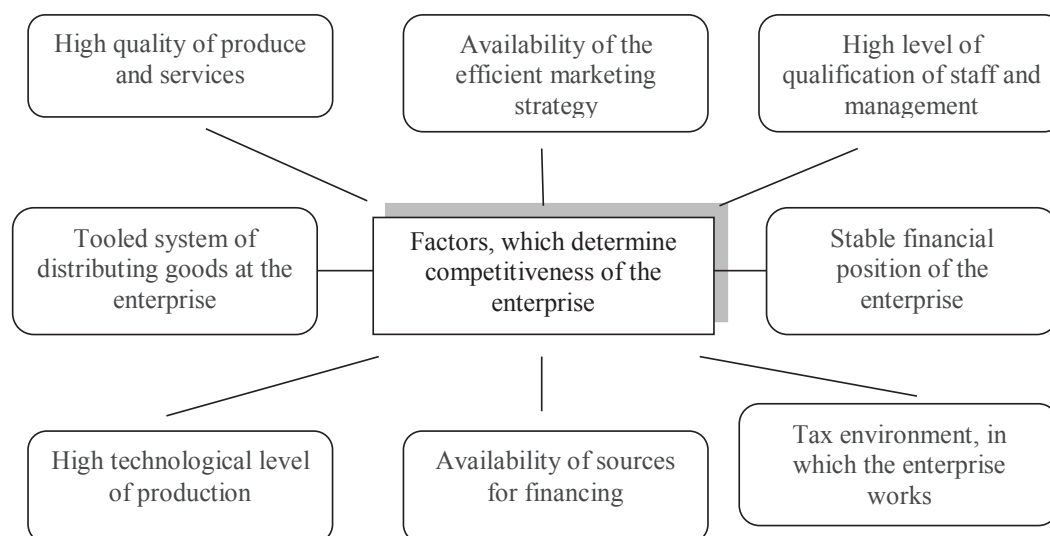 High quality of produce
and services
Availability of the
efficient marketing
strategy
High level of
qualification of staff and
management
Tooled system of
distributing goods at the
enterprise
Factors, which determine
competitiveness of the
enterprise
Stable financial
position of the
enterprise
High technological level
of production
Availability of sources
for financing
Tax environment, in
which the enterprise
works